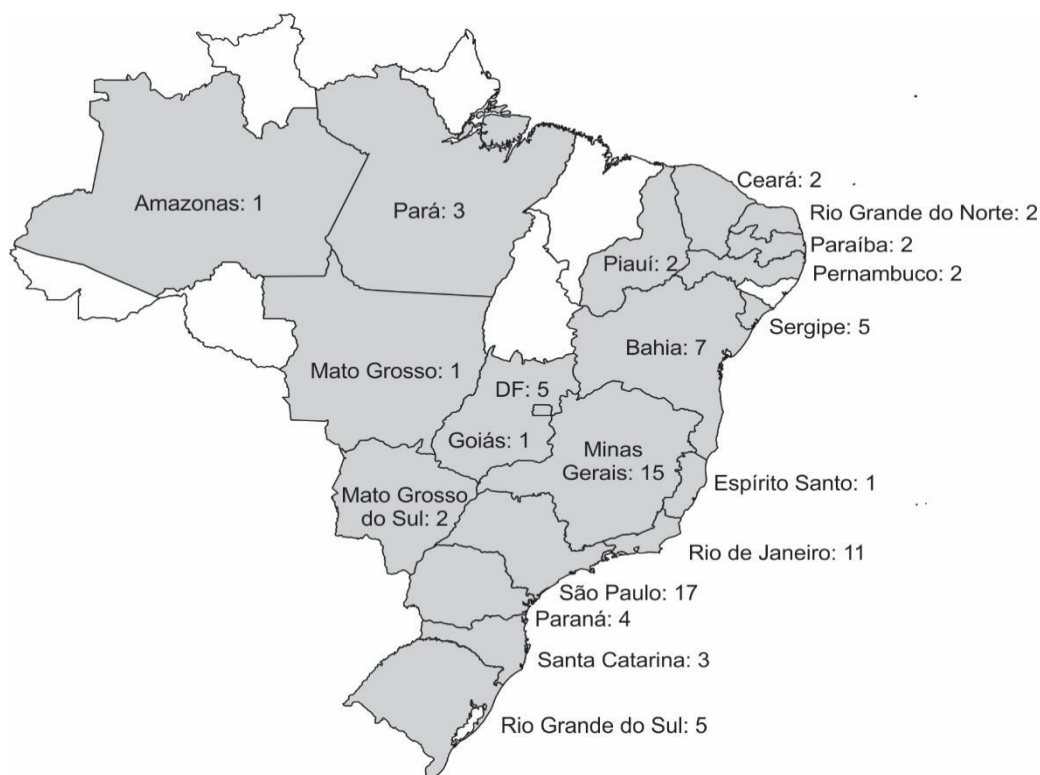 Ceará: 2
Amazonas: 1
Pará: 3
Rio Grande do Norte: 2
Paraíba: 2
Piauí: 2
Pernambuco: 2
Sergipe: 5
Bahia: 7
Mato Grosso: 1
DF: 5
Goiás: 1
Minas
Gerais: 15
Espírito Santo: 1
Mato Grosso
do Sul: 2
Rio de Janeiro: 11
São Paulo: 17
Paraná: 4
Santa Catarina: 3
Rio Grande do Sul: 5